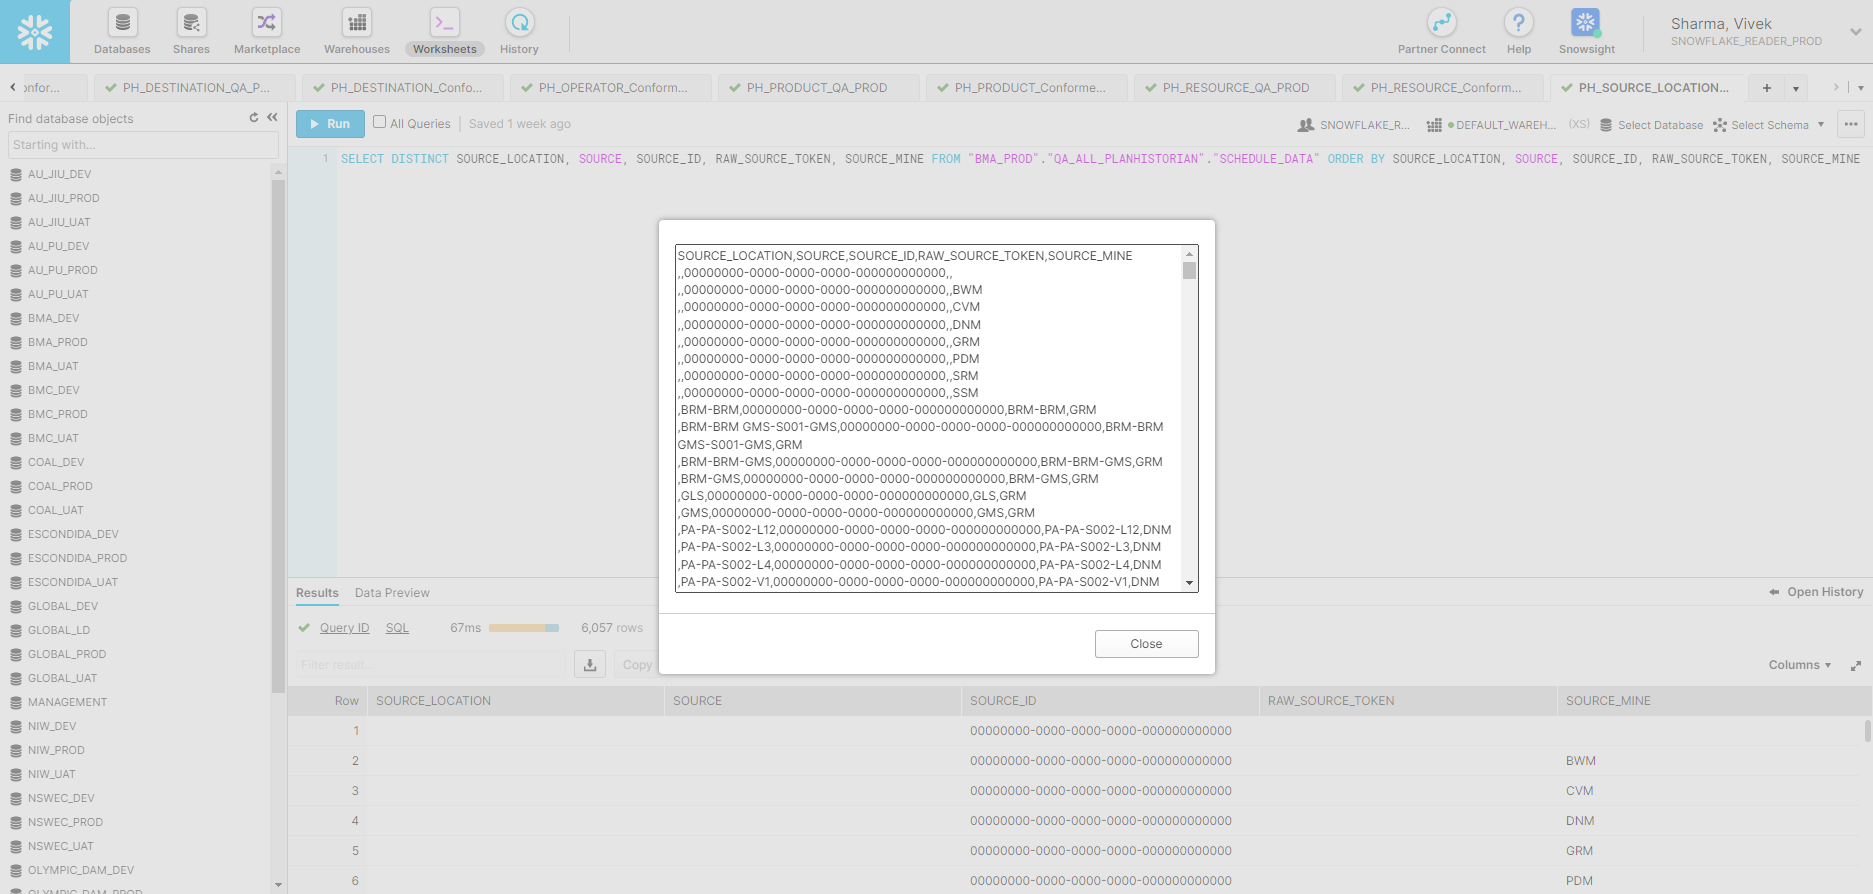 Databases
Shares
Marketplace
Warehouses
Worksheets
History
Partner Connect
Help
Snowsight
Sharma, Vivek
SNOWFLAKE_READER_PROD
onfor...
PH_DESTINATION_QA_P...
PH_DESTINATION_Confo...
PH_OPERATOR_Conform...
PH_PRODUCT_QA_PROD
PH_PRODUCT_Conforme...
PH_RESOURCE_QA_PROD
PH_RESOURCE_Conform...
PH_SOURCE_LOCATION...
Find database objects
Starting with...
AU_JIU_DEV
AU_JIU_PROD
AU_JIU_UAT
AU_PU_DEV
AU_PU_PROD
AU_PU_UAT
BMA_DEV
BMA_PROD
BMA_UAT
BMC_DEV
BMC_PROD
BMC_UAT
COAL_DEV
COAL_PROD
COAL_UAT
ESCONDIDA_DEV
ESCONDIDA_PROD
ESCONDIDA_UAT
GLOBAL_DEV
GLOBAL_LD
GLOBAL_PROD
GLOBAL_UAT
MANAGEMENT
NIW_DEV
NIW_PROD
NIW_UAT
NSWEC_DEV
NSWEC_PROD
NSWEC_UAT
OLYMPIC_DAM_DEV
OLYMPIC_DAM_PROD
Run
All Queries
Saved 1 week ago
SNOWFLAKE_R...
DEFAULT_WAREH...
(XS)
Select Database
Select Schema
1 SELECT DISTINCT SOURCE_LOCATION, SOURCE, SOURCE_ID, RAW_SOURCE_TOKEN, SOURCE_MINE FROM "BMA_PROD"."QA_ALL_PLANHISTORIAN"."SCHEDULE_DATA" ORDER BY SOURCE_LOCATION, SOURCE, SOURCE_ID, RAW_SOURCE_TOKEN, SOURCE_MINE
SOURCE_LOCATION,SOURCE,SOURCE_ID,RAW_SOURCE_TOKEN,SOURCE_MINE
,,00000000-0000-0000-0000-000000000000,,
,,00000000-0000-0000-0000-000000000000,,BWM
,,00000000-0000-0000-0000-000000000000,,CVM
,,00000000-0000-0000-0000-000000000000,,DNM
,,00000000-0000-0000-0000-000000000000,,GRM
,,00000000-0000-0000-0000-000000000000,,PDM
,,00000000-0000-0000-0000-000000000000,,SRM
,,00000000-0000-0000-0000-000000000000,,SSM
,BRM-BRM,00000000-0000-0000-0000-000000000000,BRM-BRM,GRM
,BRM-BRM GMS-S001-GMS,00000000-0000-0000-0000-000000000000,BRM-BRM
GMS-S001-GMS,GRM
,BRM-BRM-GMS,00000000-0000-0000-0000-000000000000,BRM-BRM-GMS,GRM
,BRM-GMS,00000000-0000-0000-0000-000000000000,BRM-GMS,GRM
,GLS,00000000-0000-0000-0000-000000000000,GLS,GRM
,GMS,00000000-0000-0000-0000-000000000000,GMS,GRM
,PA-PA-S002-L12,00000000-0000-0000-0000-000000000000,PA-PA-S002-L12,DNM
,PA-PA-S002-L3,00000000-0000-0000-0000-000000000000,PA-PA-S002-L3,DNM
,PA-PA-S002-L4,00000000-0000-0000-0000-000000000000,PA-PA-S002-L4,DNM
,PA-PA-S002-V1,00000000-0000-0000-0000-000000000000,PA-PA-S002-V1,DNM
Close
Results
Data Preview
Open History
Query ID
SQL
67ms
6,057 rows
Filter result...
Copy
Columns
Row SOURCE_LOCATION SOURCE SOURCE_ID RAW_SOURCE_TOKEN SOURCE_MINE
1 00000000-0000-0000-0000-000000000000
2 00000000-0000-0000-0000-000000000000 BWM
3 00000000-0000-0000-0000-000000000000 CVM
4 00000000-0000-0000-0000-000000000000 DNM
5 00000000-0000-0000-0000-000000000000 GRM
6 00000000-0000-0000-0000-000000000000 PDM